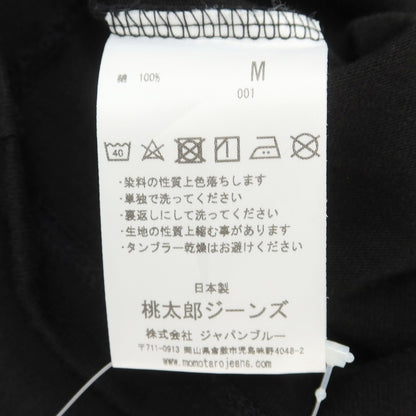 綿 100%
M
001
40
・染料の性質上色落ちします
・単独で洗ってください
・裏返しにして洗ってください
・生地の性質上縮む事があります
・タンブラー乾燥はお避けください
日本製
桃太郎ジーンズ
株式会社 ジャパンブルー
〒711-0913 岡山県倉敷市児島味野4048-2
www.momotarojeans.com